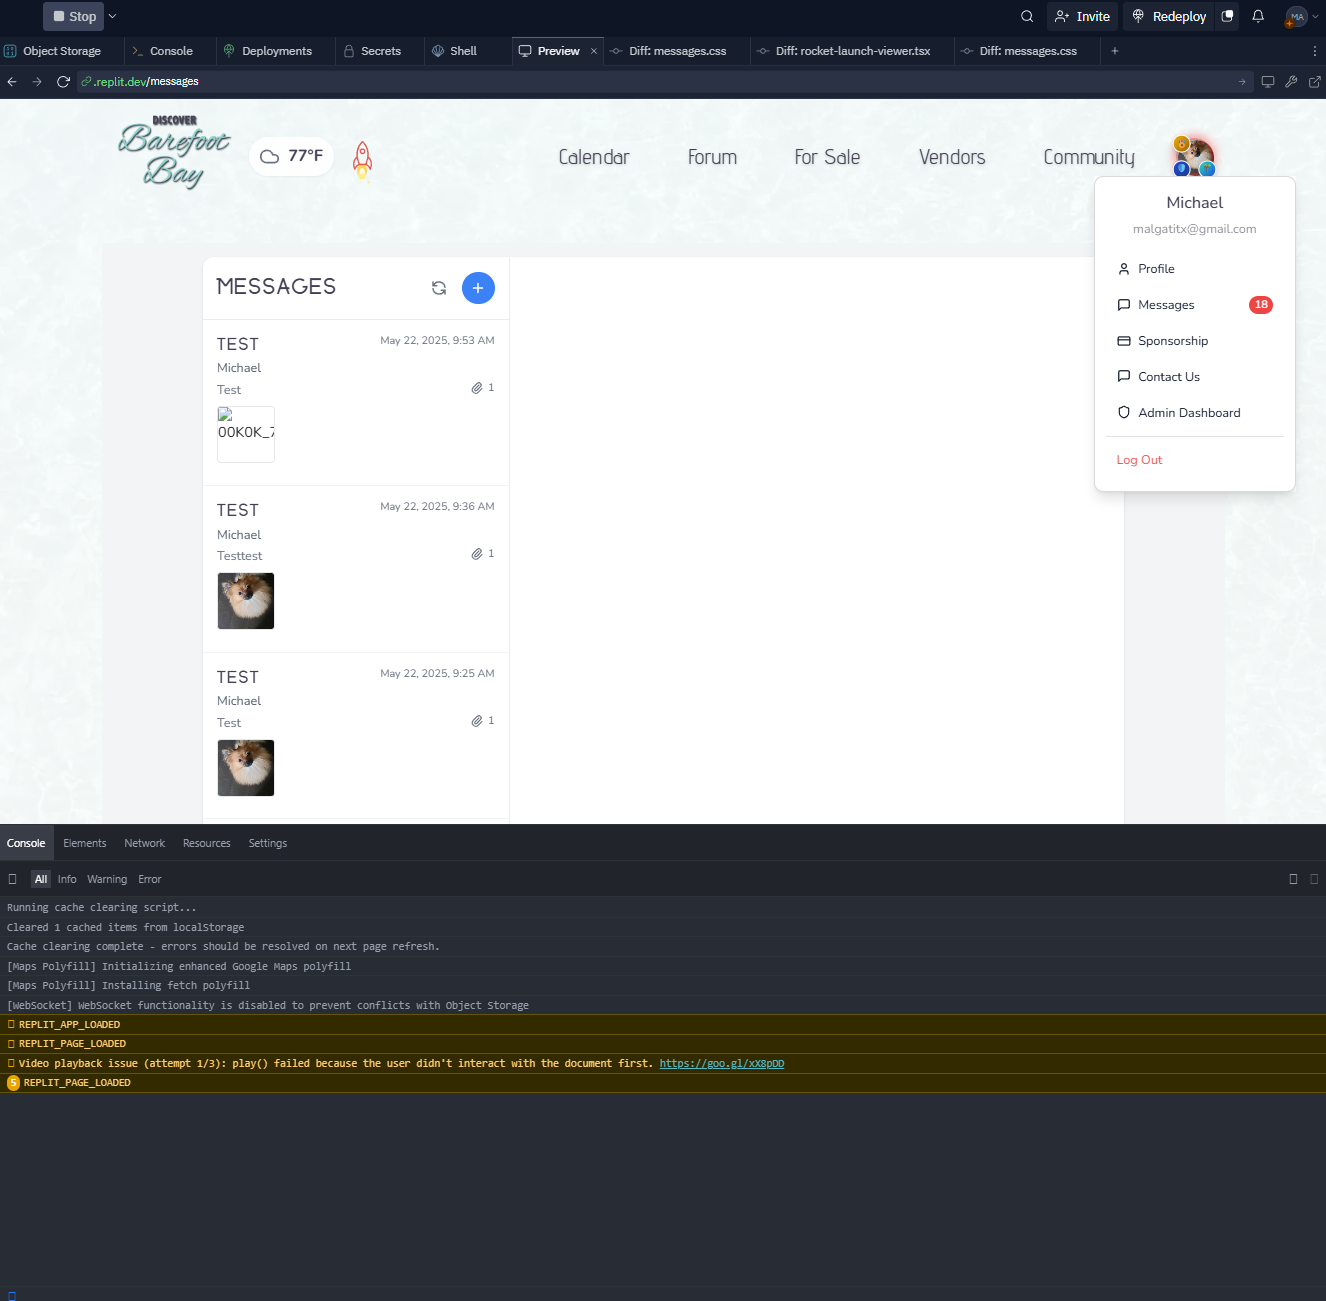 Stop
Invite
Redeploy
MA
Object Storage
Console
Deployments
Secrets
Shell
Preview
Diff: messages.css
Diff: rocket-launch-viewer.tsx
Diff: messages.css
.replit.dev/messages
DISCOVER
Barefoot
Bay
77°F
Calendar
Forum
For Sale
Vendors
Community
Michael
malgatitx@gmail.com
Profile
Messages
18
Sponsorship
Contact Us
Admin Dashboard
Log Out
MESSAGES
TEST
May 22, 2025, 9:53 AM
Michael
Test
1
00K0K_7
TEST
May 22, 2025, 9:36 AM
Michael
Testtest
1
TEST
May 22, 2025, 9:25 AM
Michael
Test
1
Console
Elements
Network
Resources
Settings
All
Info
Warning
Error
Running cache clearing script...
Cleared 1 cached items from localStorage
Cache clearing complete - errors should be resolved on next page refresh.
[Maps Polyfill] Initializing enhanced Google Maps polyfill
[Maps Polyfill] Installing fetch polyfill
[WebSocket] WebSocket functionality is disabled to prevent conflicts with Object Storage
REPLIT_APP_LOADED
REPLIT_PAGE_LOADED
Video playback issue (attempt 1/3): play() failed because the user didn't interact with the document first. https://goo.gl/xX8pDD
5 REPLIT_PAGE_LOADED